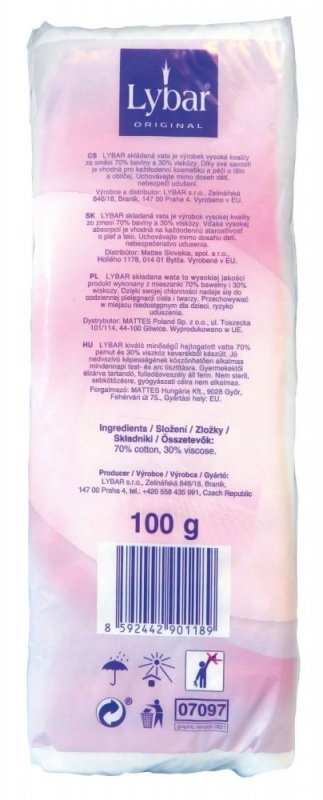 Lybar®
ORIGINAL
CS LYBAR skládaná vata je výrobek vysoké kvality
ze směsi 70% bavlny a 30% viskózy. Díky své savosti
je vhodná pro každodenní kosmetiku a péči o tělo
a obličej. Uchovávejte mimo dosah dětí,
nebezpečí udušení.
Výrobce a distributor: LYBAR s.r.o., Zelinářská
846/18, Braník, 147 00 Praha 4. Vyrobeno v EU.
SK LYBAR skladaná vata je výrobok vysokej kvality
zo zmesi 70% bavlny a 30% viskózy. Vďaka vysokej
absorpcii je vhodná na každodennú starostlivosť
o pleť a telo. Uchovávajte mimo dosahu detí,
nebezpečenstvo udusenia.
Distribútor: Mattes Slovakia, spol. s r.o.,
Hollého 1178, 014 01 Bytča. Vyrobené v EÚ.
PL LYBAR składana wata to wysokiej jakości
produkt wykonany z mieszanki 70% bawełny i 30%
wiskozy. Dzięki swojej chłonności nadaje się do
codziennej pielęgnacji ciała i twarzy. Przechowywać
w miejscu niedostępnym dla dzieci, ryzyko
uduszenia.
Dystrybutor: MATTES Poland Sp. z o.o., ul. Toszecka
101/114, 44-100 Gliwice. Wyprodukowano w UE.
HU LYBAR kiváló minőségű hajtogatott vatta 70%
pamut és 30% viszkóz keverékből készült. Jó
nedvszívó képességének köszönhetően alkalmas
mindennapi test- és arc tisztításra. Gyermekektől
elzárva tartandó, fulladásveszély áll fenn. Nem steril,
sebkötözésre, gyógyászati célra nem alkalmas.
Forgalmazó: MATTES Hungária Kft., 9026 Győr,
Fehérvári út 75., Gyártási hely: EU.
Ingredients / Složení / Zložky /
Składniki / Összetevők:
70% cotton, 30% viscose.
Producer / Výrobce / Výrobca / Gyártó:
LYBAR s.r.o., Zelinářská 846/18, Braník,
147 00 Praha 4, tel.: +420 558 435 991, Czech Republic
100 g
8 592442 901189
®
07097
graphic version 0621